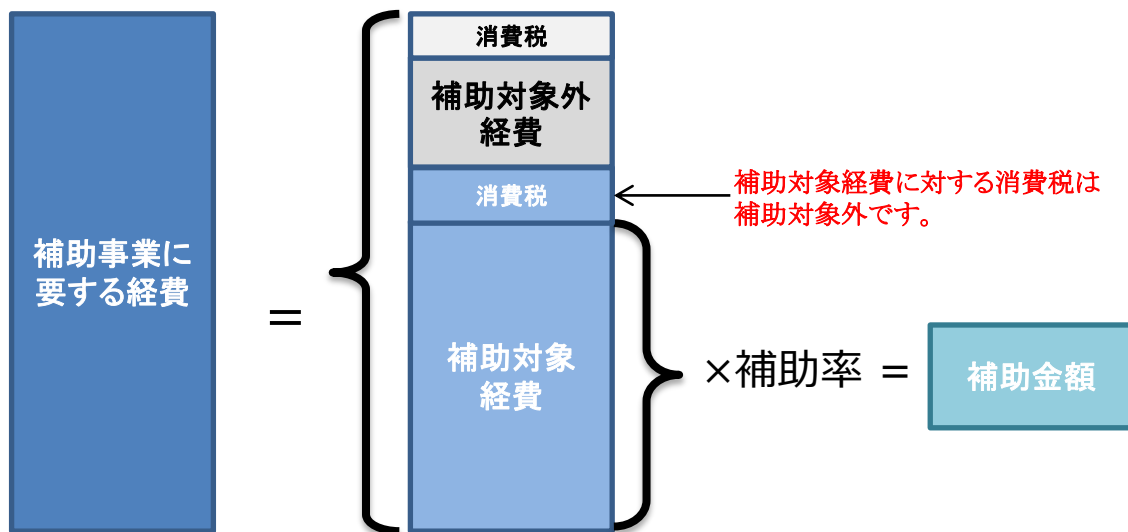 補助事業に
要する経費
=
消費税
補助対象外
経費
消費税
補助対象経費に対する消費税は
補助対象外です。
補助対象
経費
×補助率 =
補助金額